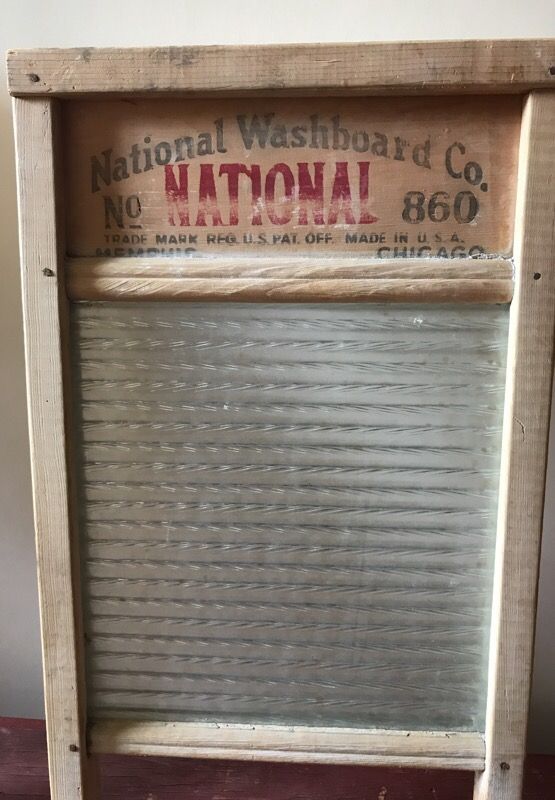 National Washboard Co.
No NATIONAL 860
TRADE MARK REG. U.S. PAT. OFF. MADE IN U.S.A.
MEMPHIS CHICAGO